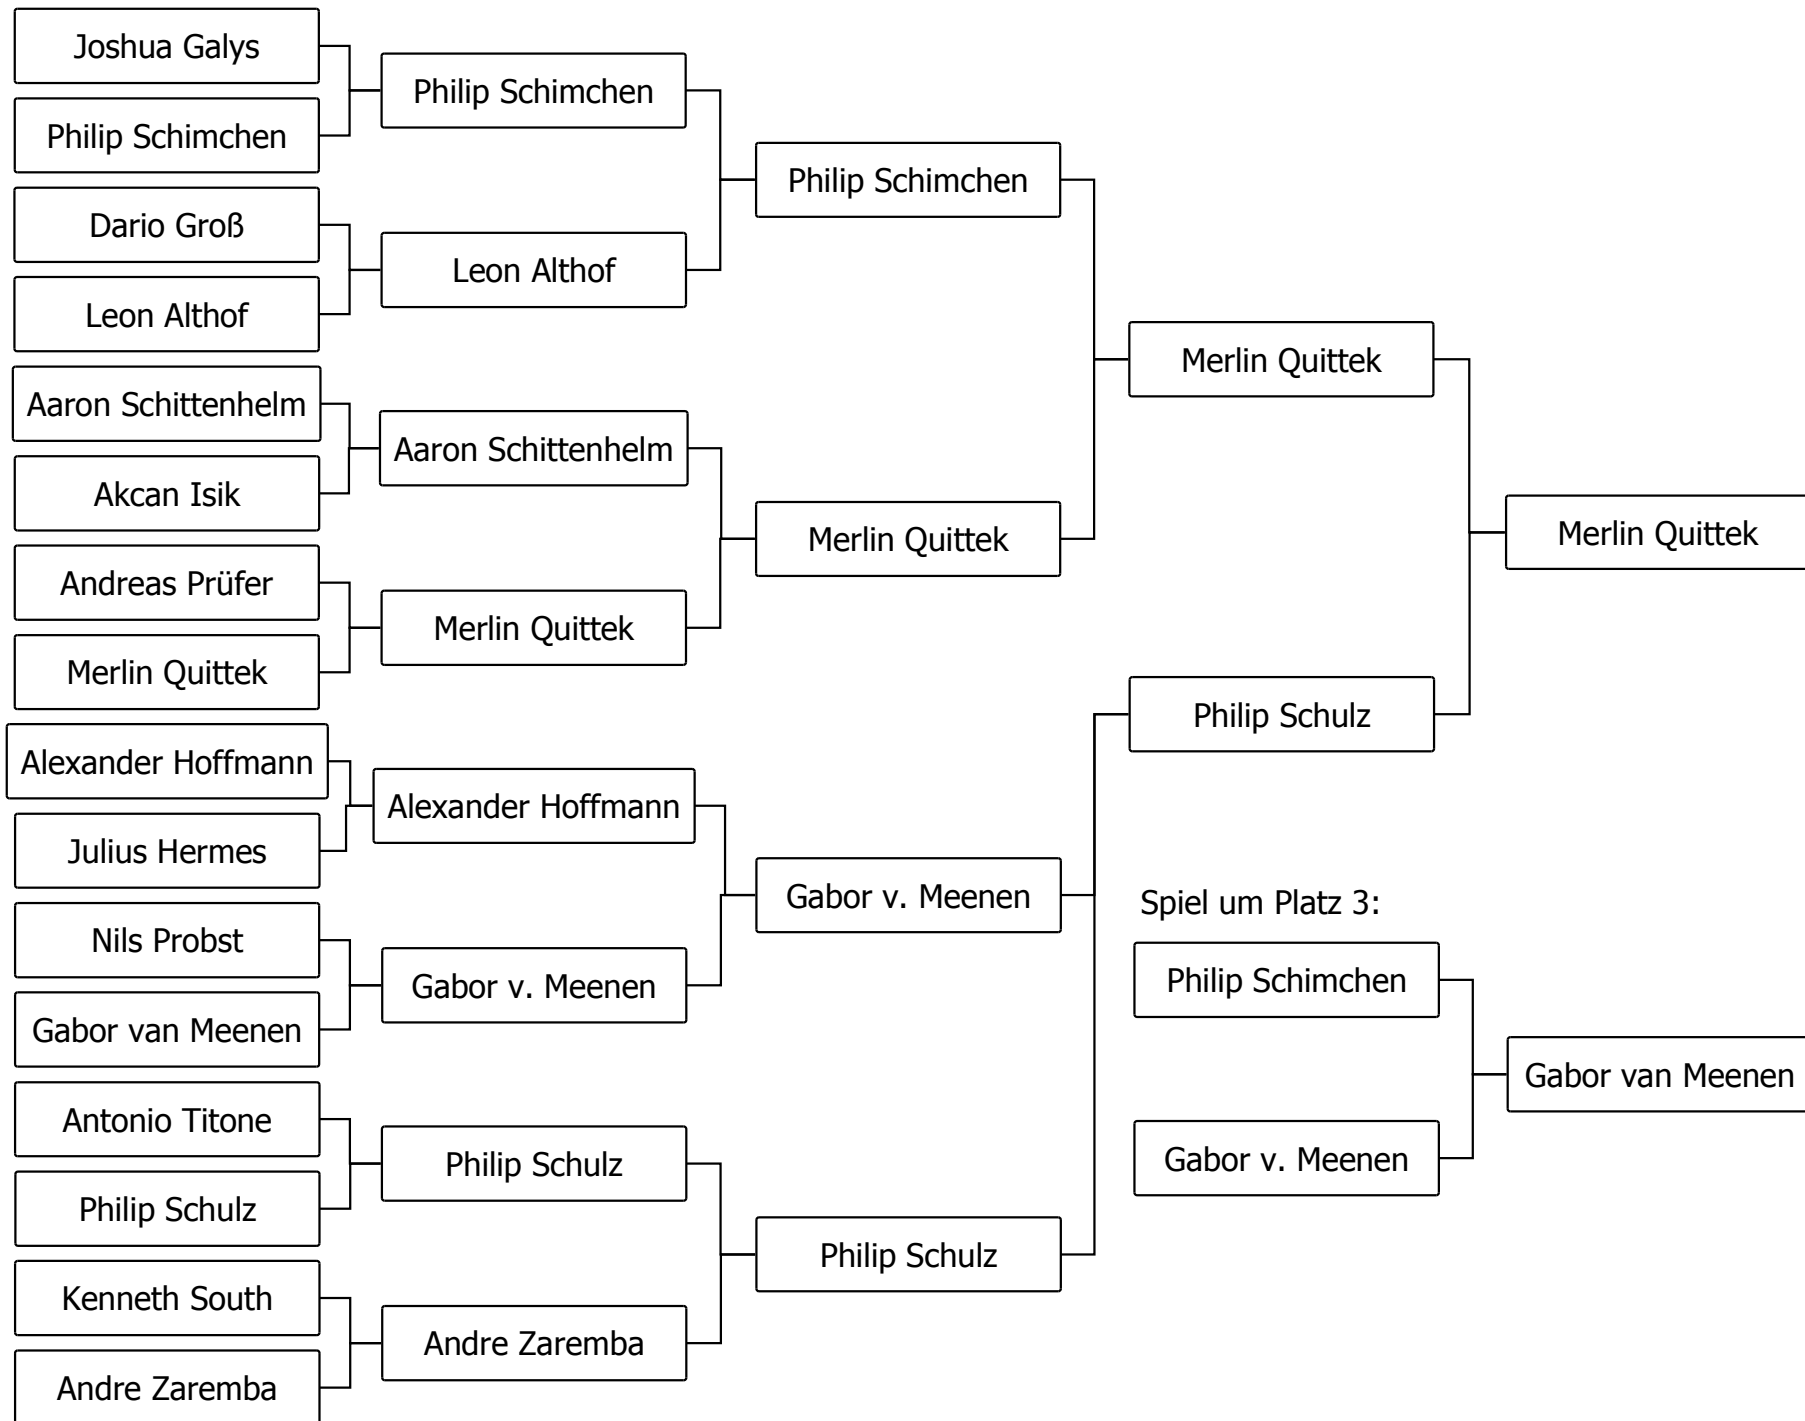 Joshua Galys
Philip Schimchen
Dario Groß
Leon Althof
Aaron Schittenhelm
Akcan Isik
Andreas Prüfer
Merlin Quittek
Alexander Hoffmann
Julius Hermes
Nils Probst
Gabor van Meenen
Antonio Titone
Philip Schulz
Kenneth South
Andre Zaremba
Philip Schimchen
Leon Althof
Aaron Schittenhelm
Merlin Quittek
Alexander Hoffmann
Gabor v. Meenen
Philip Schulz
Andre Zaremba
Philip Schimchen
Merlin Quittek
Gabor v. Meenen
Philip Schulz
Merlin Quittek
Philip Schulz
Merlin Quittek
Spiel um Platz 3:
Philip Schimchen
Gabor v. Meenen
Gabor van Meenen